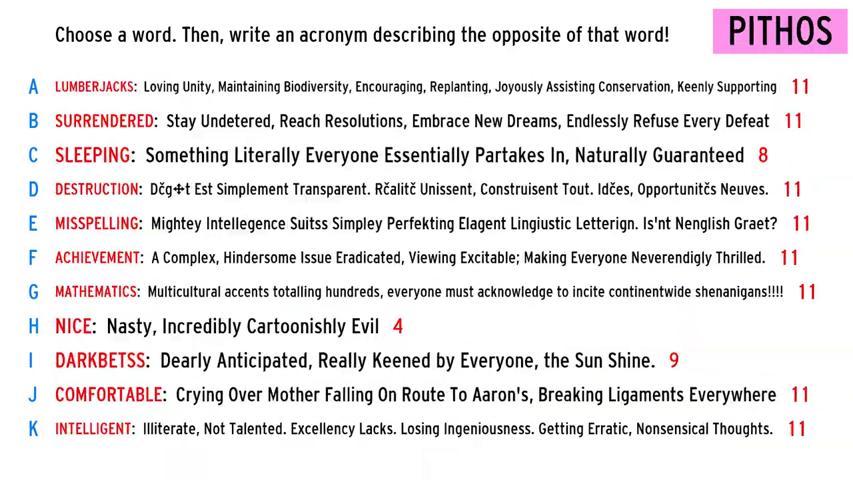 Choose a word. Then, write an acronym describing the opposite of that word!
PITHOS
A LUMBERJACKS: Loving Unity, Maintaining Biodiversity, Encouraging, Replanting, Joyously Assisting Conservation, Keenly Supporting 11
B SURRENDERED: Stay Undetered, Reach Resolutions, Embrace New Dreams, Endlessly Refuse Every Defeat 11
C SLEEPING: Something Literally Everyone Essentially Partakes In, Naturally Guaranteed 8
D DESTRUCTION: Dčg✢t Est Simplement Transparent. Rčalitč Unissent, Construisent Tout. Idčes, Opportunitčs Neuves. 11
E MISSPELLING: Mightey Intellegence Suitss Simpley Perfekting Elagent Lingiustic Letterign. Is'nt Nenglish Graet? 11
F ACHIEVEMENT: A Complex, Hindersome Issue Eradicated, Viewing Excitable; Making Everyone Neverendigly Thrilled. 11
G MATHEMATICS: Multicultural accents totalling hundreds, everyone must acknowledge to incite continentwide shenanigans!!!! 11
H NICE: Nasty, Incredibly Cartoonishly Evil 4
I DARKBETSS: Dearly Anticipated, Really Keened by Everyone, the Sun Shine. 9
J COMFORTABLE: Crying Over Mother Falling On Route To Aaron's, Breaking Ligaments Everywhere 11
K INTELLIGENT: Illiterate, Not Talented. Excellency Lacks. Losing Ingeniousness. Getting Erratic, Nonsensical Thoughts. 11